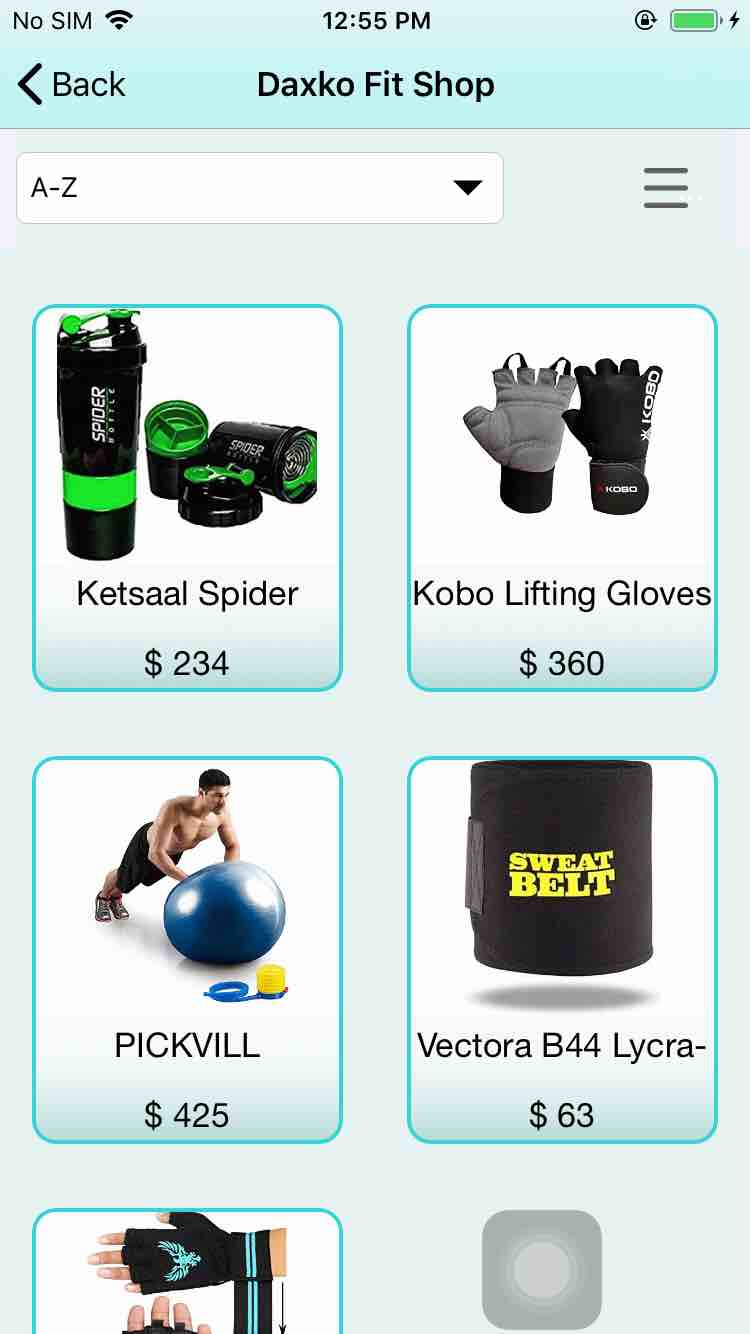 No SIM 12:55 PM
Back Daxko Fit Shop
A-Z
SPIDER
BOTTLE
SPIDER
BOTTLE
KOBO
KOBO
Ketsaal Spider
Kobo Lifting Gloves
$ 234
$ 360
SWEAT
BELT
PICKVILL
Vectora B44 Lycra-
$ 425
$ 63